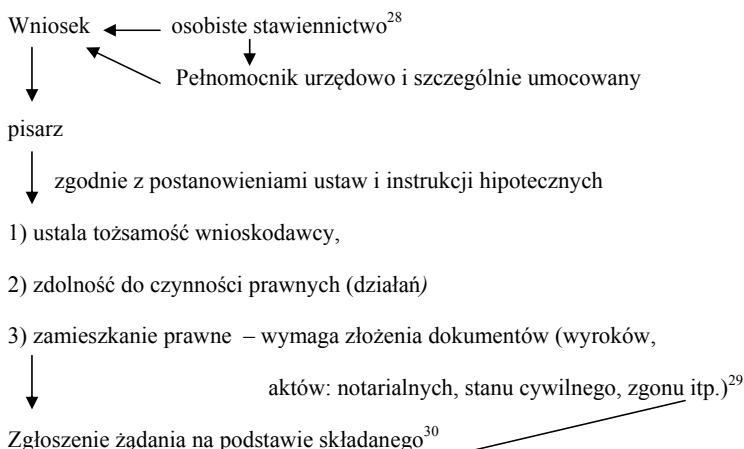 Wniosek osobiste stawiennictwo28
Pełnomocnik urzędowo i szczególnie umocowany
pisarz
zgodnie z postanowieniami ustaw i instrukcji hipotecznych
1) ustala tożsamość wnioskodawcy,
2) zdolność do czynności prawnych (działań)
3) zamieszkanie prawne – wymaga złożenia dokumentów (wyroków,
aktów: notarialnych, stanu cywilnego, zgonu itp.)29
Zgłoszenie żądania na podstawie składanego30